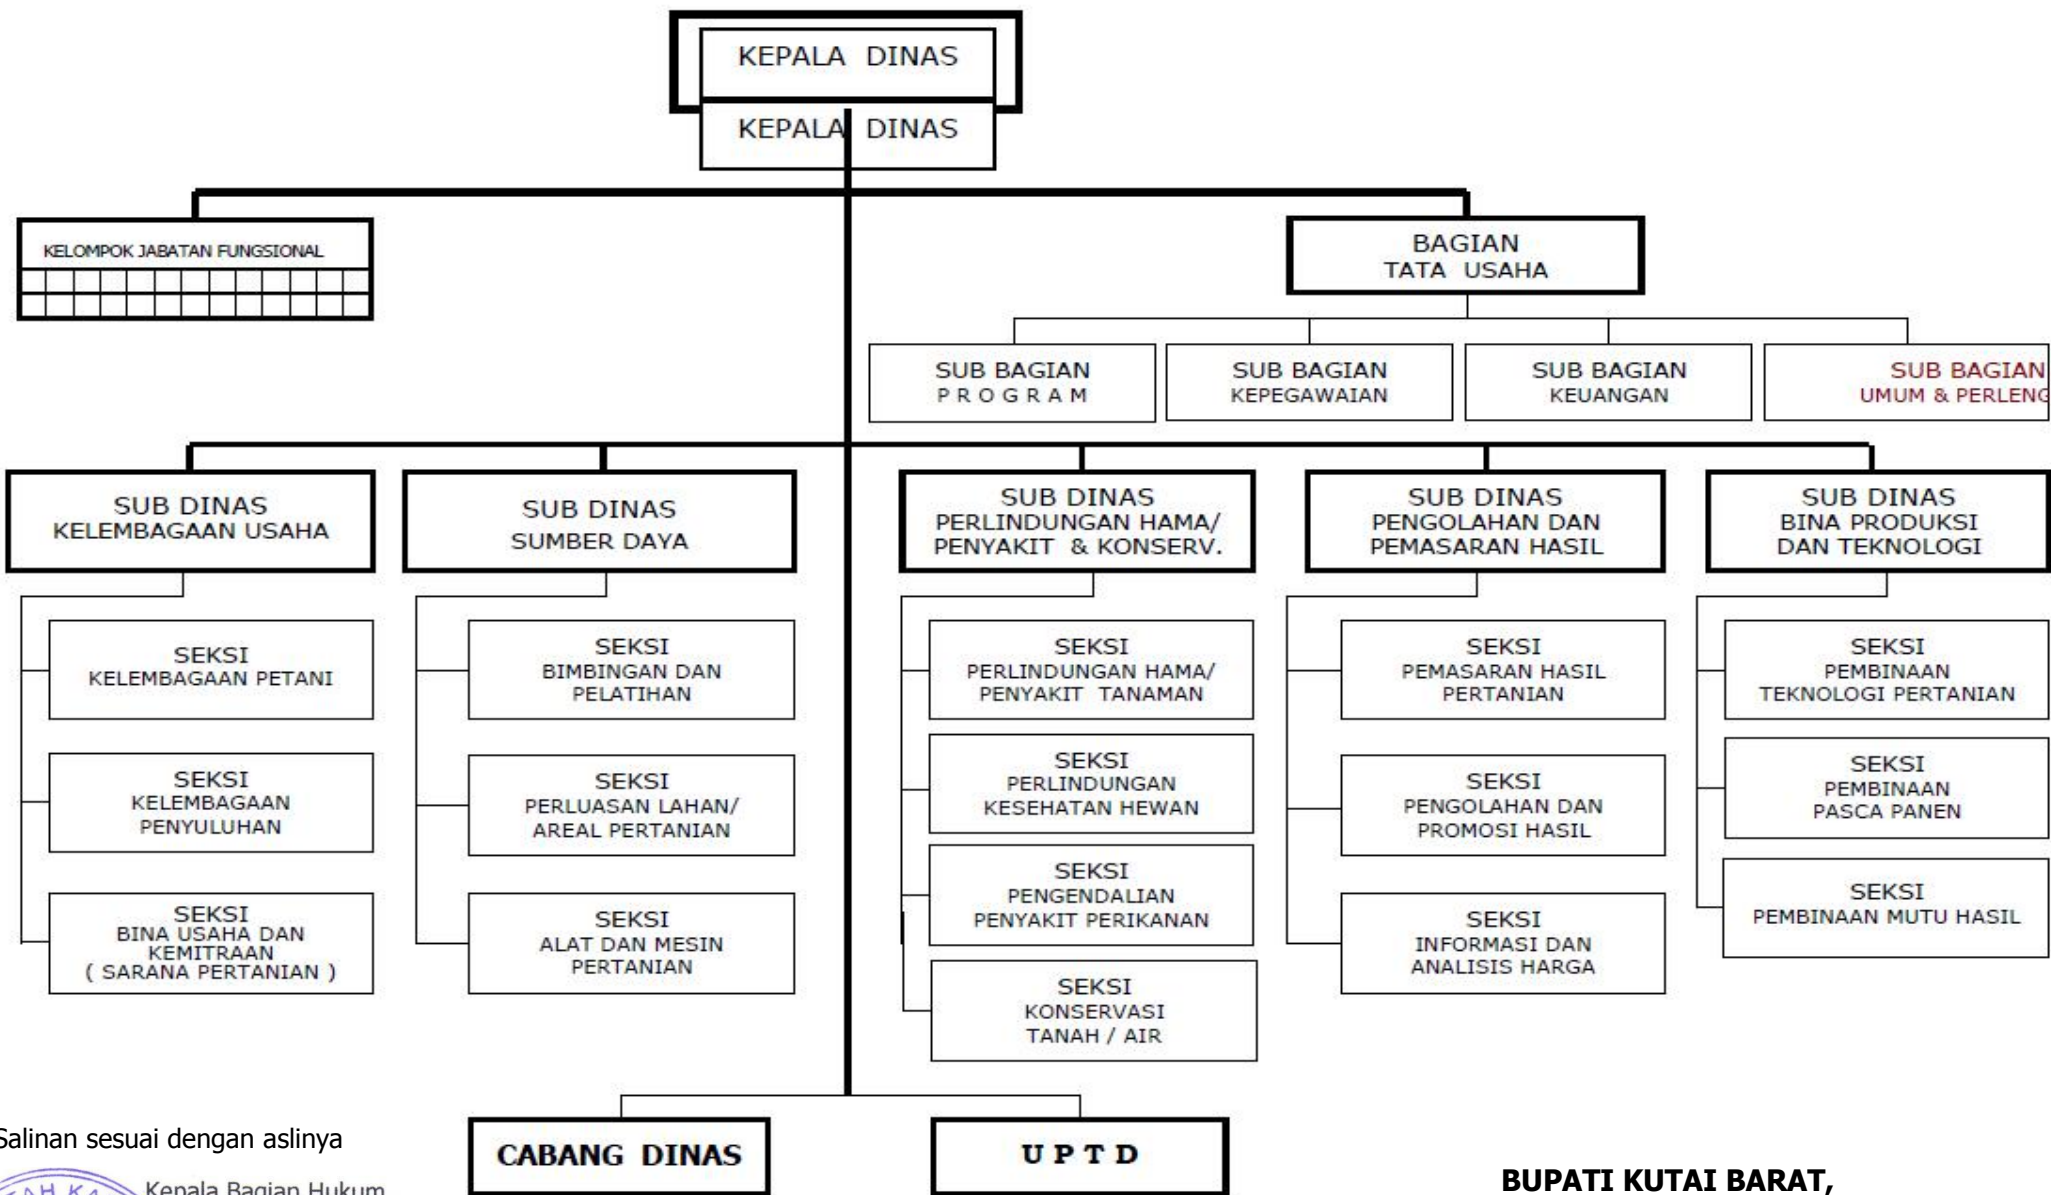 KEPALA DINAS
KEPALA DINAS
KELOMPOK JABATAN FUNGSIONAL
BAGIAN
TATA USAHA
SUB BAGIAN
P R O G R A M
SUB BAGIAN
KEPEGAWAIAN
SUB BAGIAN
KEUANGAN
SUB BAGIAN
UMUM & PERLENG
SUB DINAS
KELEMBAGAAN USAHA
SUB DINAS
SUMBER DAYA
SUB DINAS
PERLINDUNGAN HAMA/
PENYAKIT & KONSERV.
SUB DINAS
PENGOLAHAN DAN
PEMASARAN HASIL
SUB DINAS
BINA PRODUKSI
DAN TEKNOLOGI
SEKSI
KELEMBAGAAN PETANI
SEKSI
KELEMBAGAAN
PENYULUHAN
SEKSI
BINA USAHA DAN
KEMITRAAN
( SARANA PERTANIAN )
SEKSI
BIMBINGAN DAN
PELATIHAN
SEKSI
PERLUASAN LAHAN/
AREAL PERTANIAN
SEKSI
ALAT DAN MESIN
PERTANIAN
SEKSI
PERLINDUNGAN HAMA/
PENYAKIT TANAMAN
SEKSI
PERLINDUNGAN
KESEHATAN HEWAN
SEKSI
PENGENDALIAN
PENYAKIT PERIKANAN
SEKSI
KONSERVASI
TANAH / AIR
SEKSI
PEMASARAN HASIL
PERTANIAN
SEKSI
PENGOLAHAN DAN
PROMOSI HASIL
SEKSI
INFORMASI DAN
ANALISIS HARGA
SEKSI
PEMBINAAN
TEKNOLOGI PERTANIAN
SEKSI
PEMBINAAN
PASCA PANEN
SEKSI
PEMBINAAN MUTU HASIL
CABANG DINAS
U P T D
Salinan sesuai dengan aslinya
Kepala Bagian Hukum
BUPATI KUTAI BARAT,